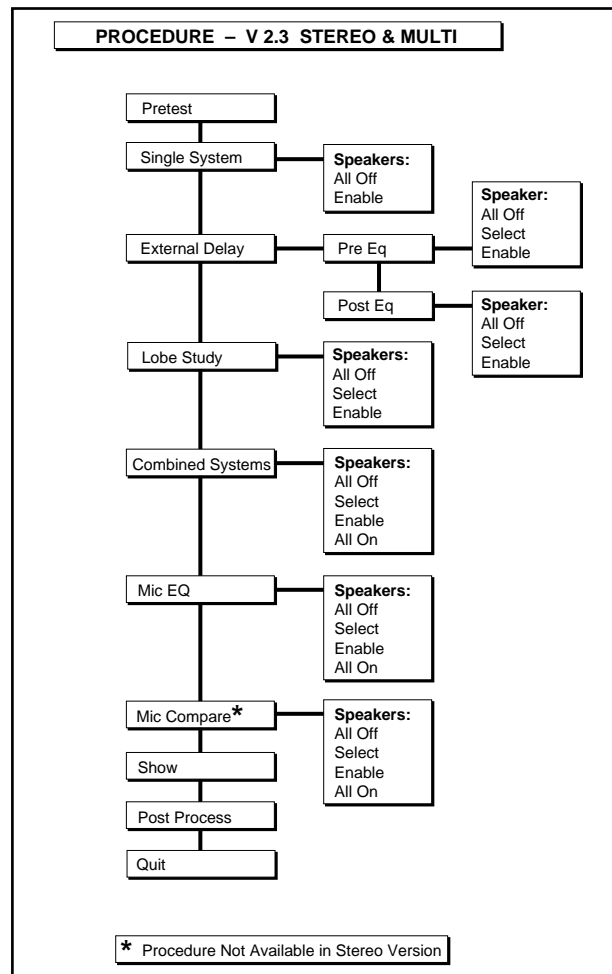 PROCEDURE – V 2.3 STEREO & MULTI
Pretest
Single System
Speakers:
All Off
Enable
External Delay
Pre Eq
Speaker:
All Off
Select
Enable
Post Eq
Speaker:
All Off
Select
Enable
Lobe Study
Speakers:
All Off
Select
Enable
Combined Systems
Speakers:
All Off
Select
Enable
All On
Mic EQ
Speakers:
All Off
Select
Enable
All On
Mic Compare*
Speakers:
All Off
Select
Enable
All On
Show
Post Process
Quit
* Procedure Not Available in Stereo Version